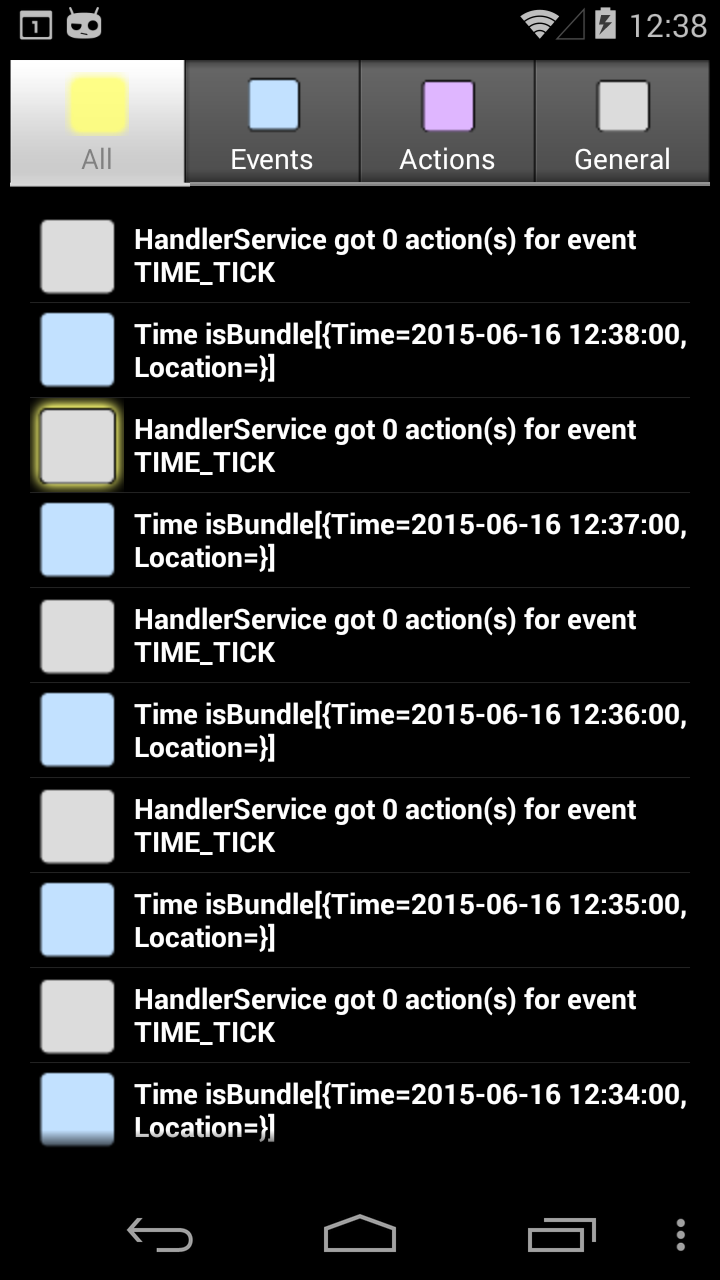 1
12:38
All
Events
Actions
General
HandlerService got 0 action(s) for event
TIME_TICK
Time isBundle[{Time=2015-06-16 12:38:00,
Location=}]
HandlerService got 0 action(s) for event
TIME_TICK
Time isBundle[{Time=2015-06-16 12:37:00,
Location=}]
HandlerService got 0 action(s) for event
TIME_TICK
Time isBundle[{Time=2015-06-16 12:36:00,
Location=}]
HandlerService got 0 action(s) for event
TIME_TICK
Time isBundle[{Time=2015-06-16 12:35:00,
Location=}]
HandlerService got 0 action(s) for event
TIME_TICK
Time isBundle[{Time=2015-06-16 12:34:00,
Location=}]